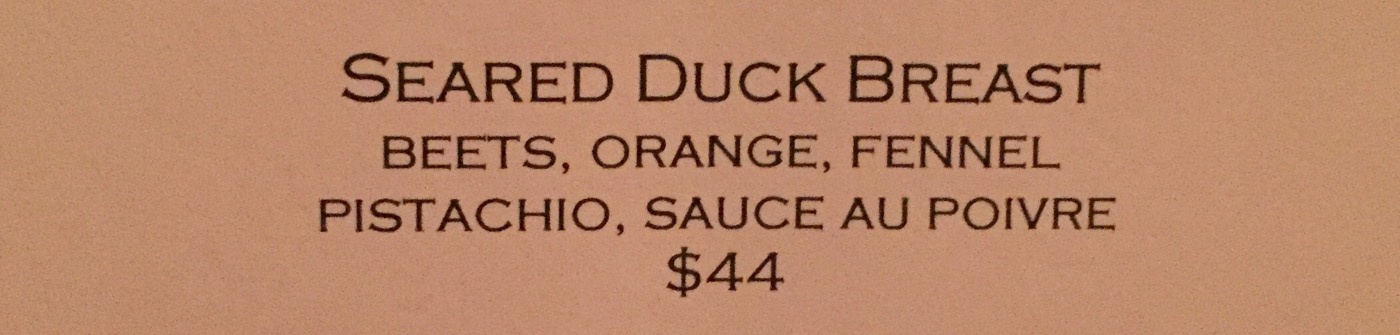 Seared Duck Breast
BEETS, ORANGE, FENNEL
PISTACHIO, SAUCE AU POIVRE
$44